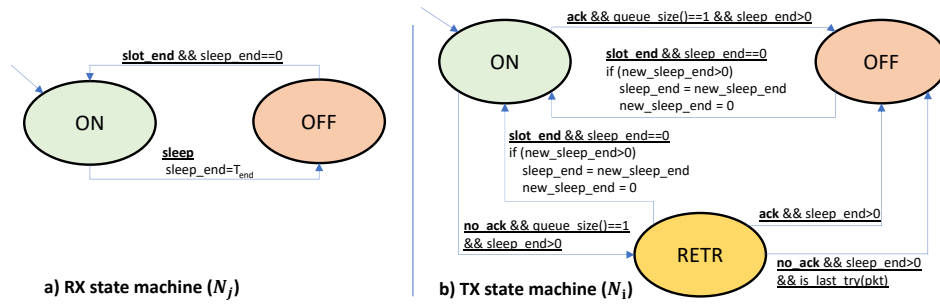 slot_end && sleep_end==0
ON
OFF
sleep
sleep_end=T_end
a) RX state machine (N_j)
ack && queue_size()==1 && sleep_end>0
ON
slot_end && sleep_end==0
if (new_sleep_end>0)
sleep_end = new_sleep_end
new_sleep_end = 0
OFF
slot_end && sleep_end==0
if (new_sleep_end>0)
sleep_end = new_sleep_end
new_sleep_end = 0
no_ack && queue_size()==1
&& sleep_end>0
ack && sleep_end>0
RETR
no_ack && sleep_end>0
&& is_last_try(pkt)
b) TX state machine (N_i)